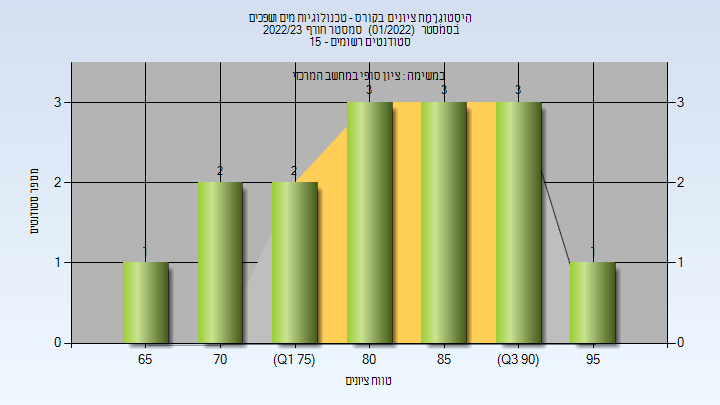 היסטוגרמת ציונים בקורס - טכנולוגיות מים ושפכים
בסמסטר (01/2022) סמסטר חורף 2022/23
סטודנטים רשומים - 15
במשימה : ציון סופי במחשב המרכזי
3 3 3
3 3
2 2
2 2
1 1
1 1
0 0
65 70 (Q1 75) 80 85 (Q3 90) 95
מספר סטודנטים
טווח ציונים